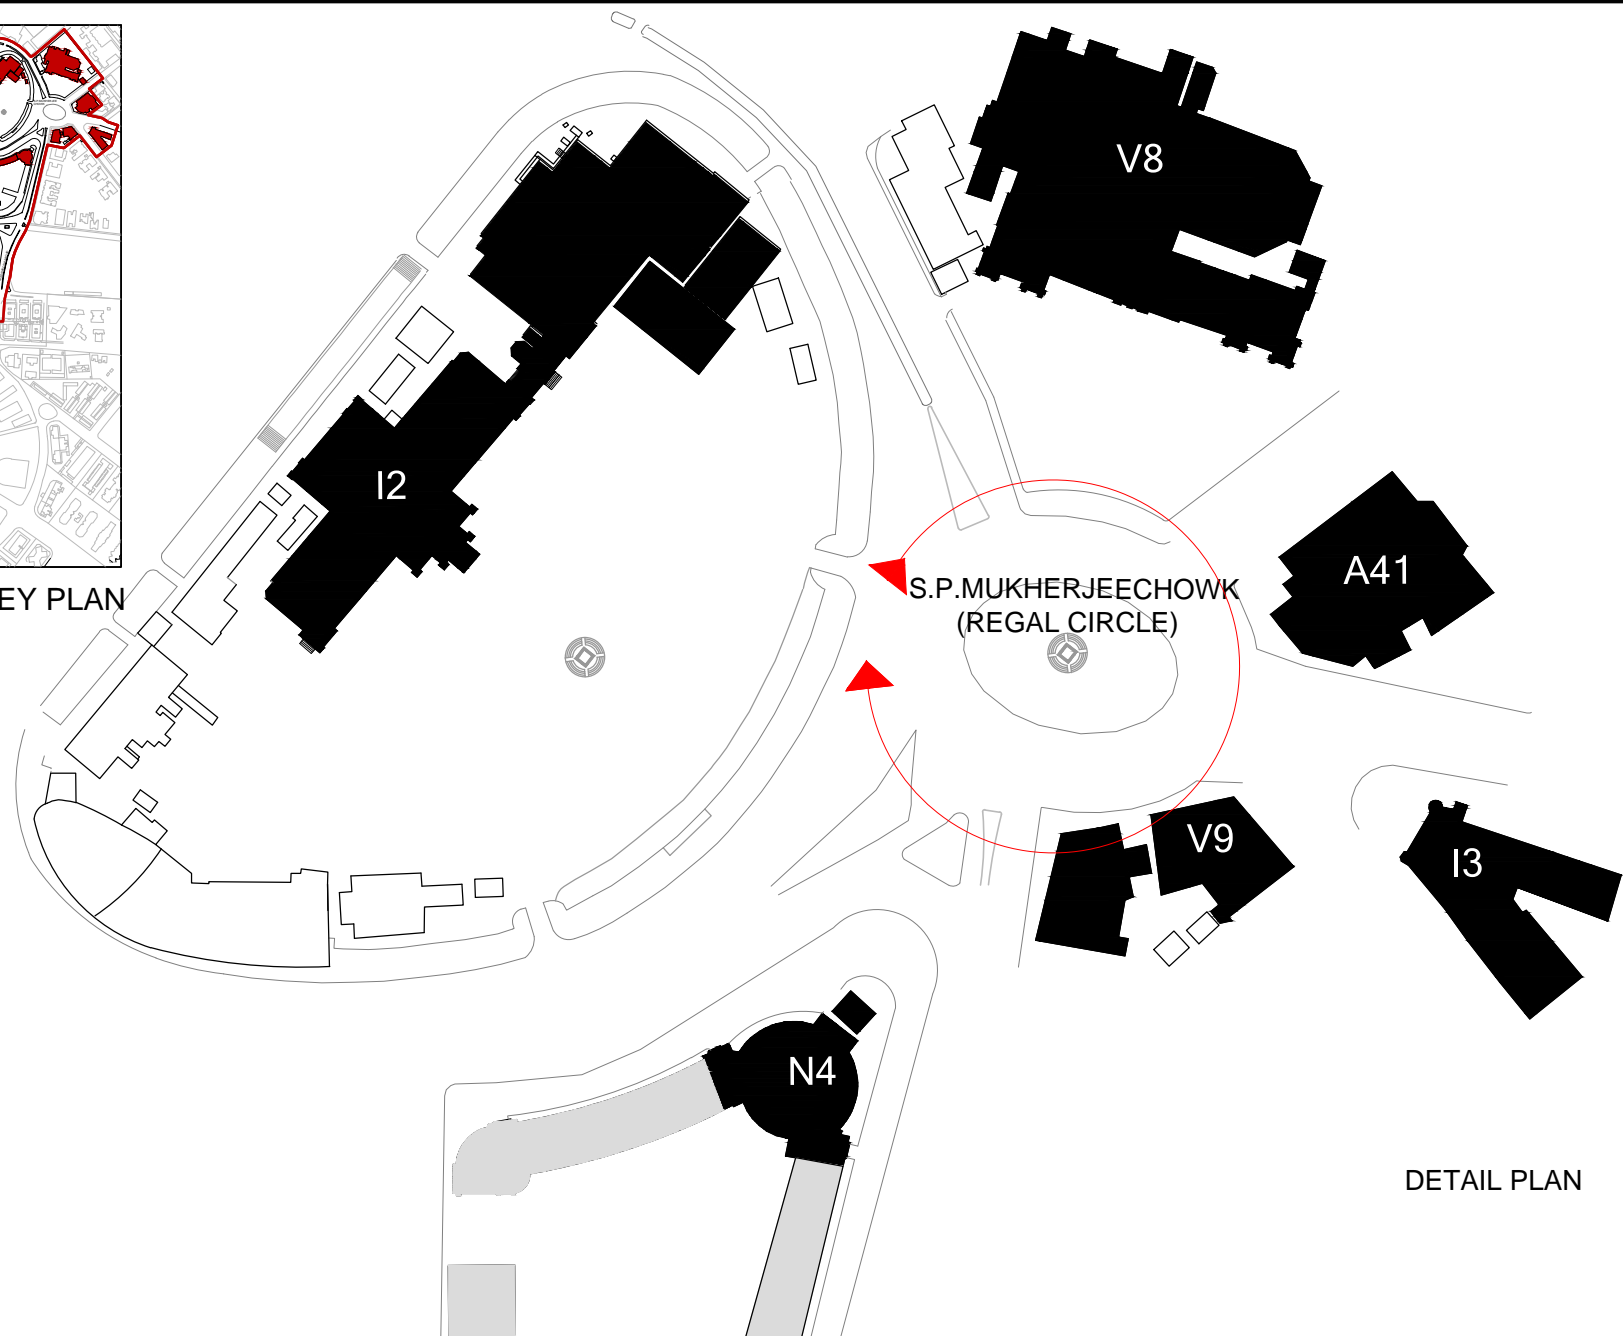 V8
I2
A41
S.P.MUKHERJEECHOWK
(REGAL CIRCLE)
EY PLAN
V9
I3
N4
DETAIL PLAN